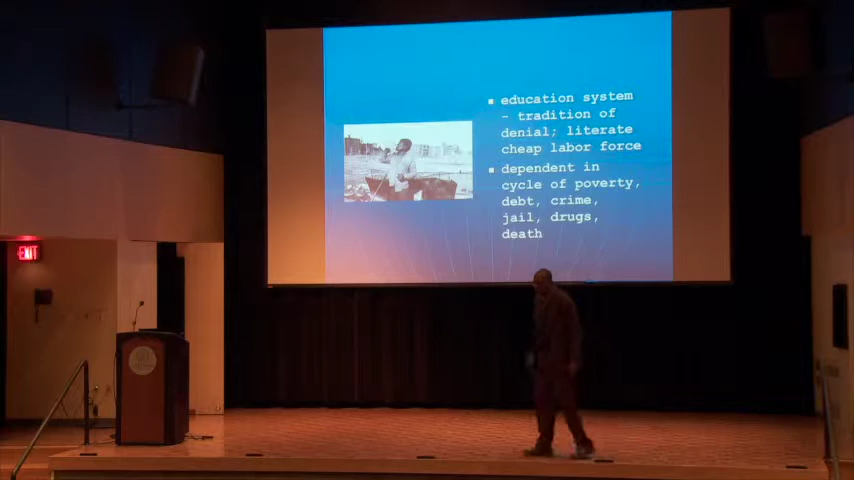 ▪ education system
- tradition of
denial; literate
cheap labor force
▪ dependent in
cycle of poverty,
debt, crime,
jail, drugs,
death
EXIT